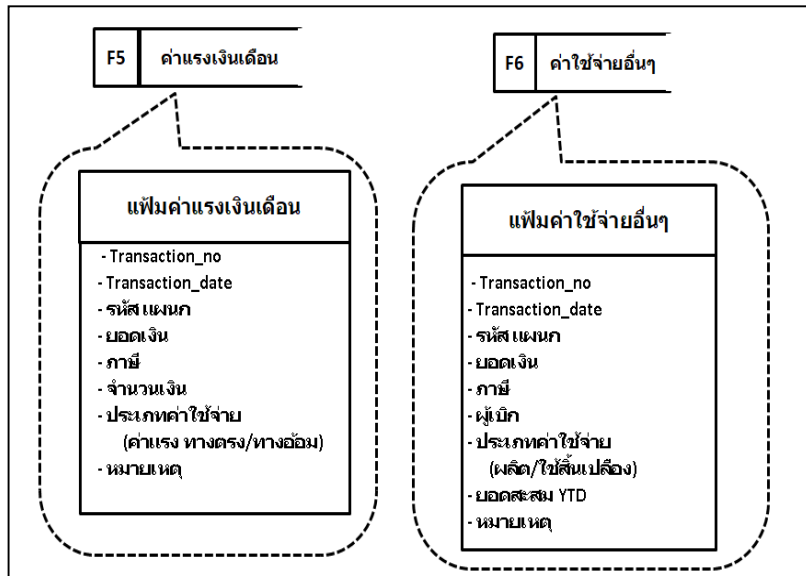 F5 ค่าแรงเงินเดือน
แฟ้มค่าแรงเงินเดือน
- Transaction_no
- Transaction_date
- รหัสแผนก
- ยอดเงิน
- ภาษี
- จำนวนเงิน
- ประเภทค่าใช้จ่าย
(ค่าแรง ทางตรง/ทางอ้อม)
- หมายเหตุ
F6 ค่าใช้จ่ายอื่นๆ
แฟ้มค่าใช้จ่ายอื่นๆ
- Transaction_no
- Transaction_date
- รหัสแผนก
- ยอดเงิน
- ภาษี
- ผู้เบิก
- ประเภทค่าใช้จ่าย
(ผลิต/ใช้สิ้นเปลือง)
- ยอดสะสม YTD
- หมายเหตุ